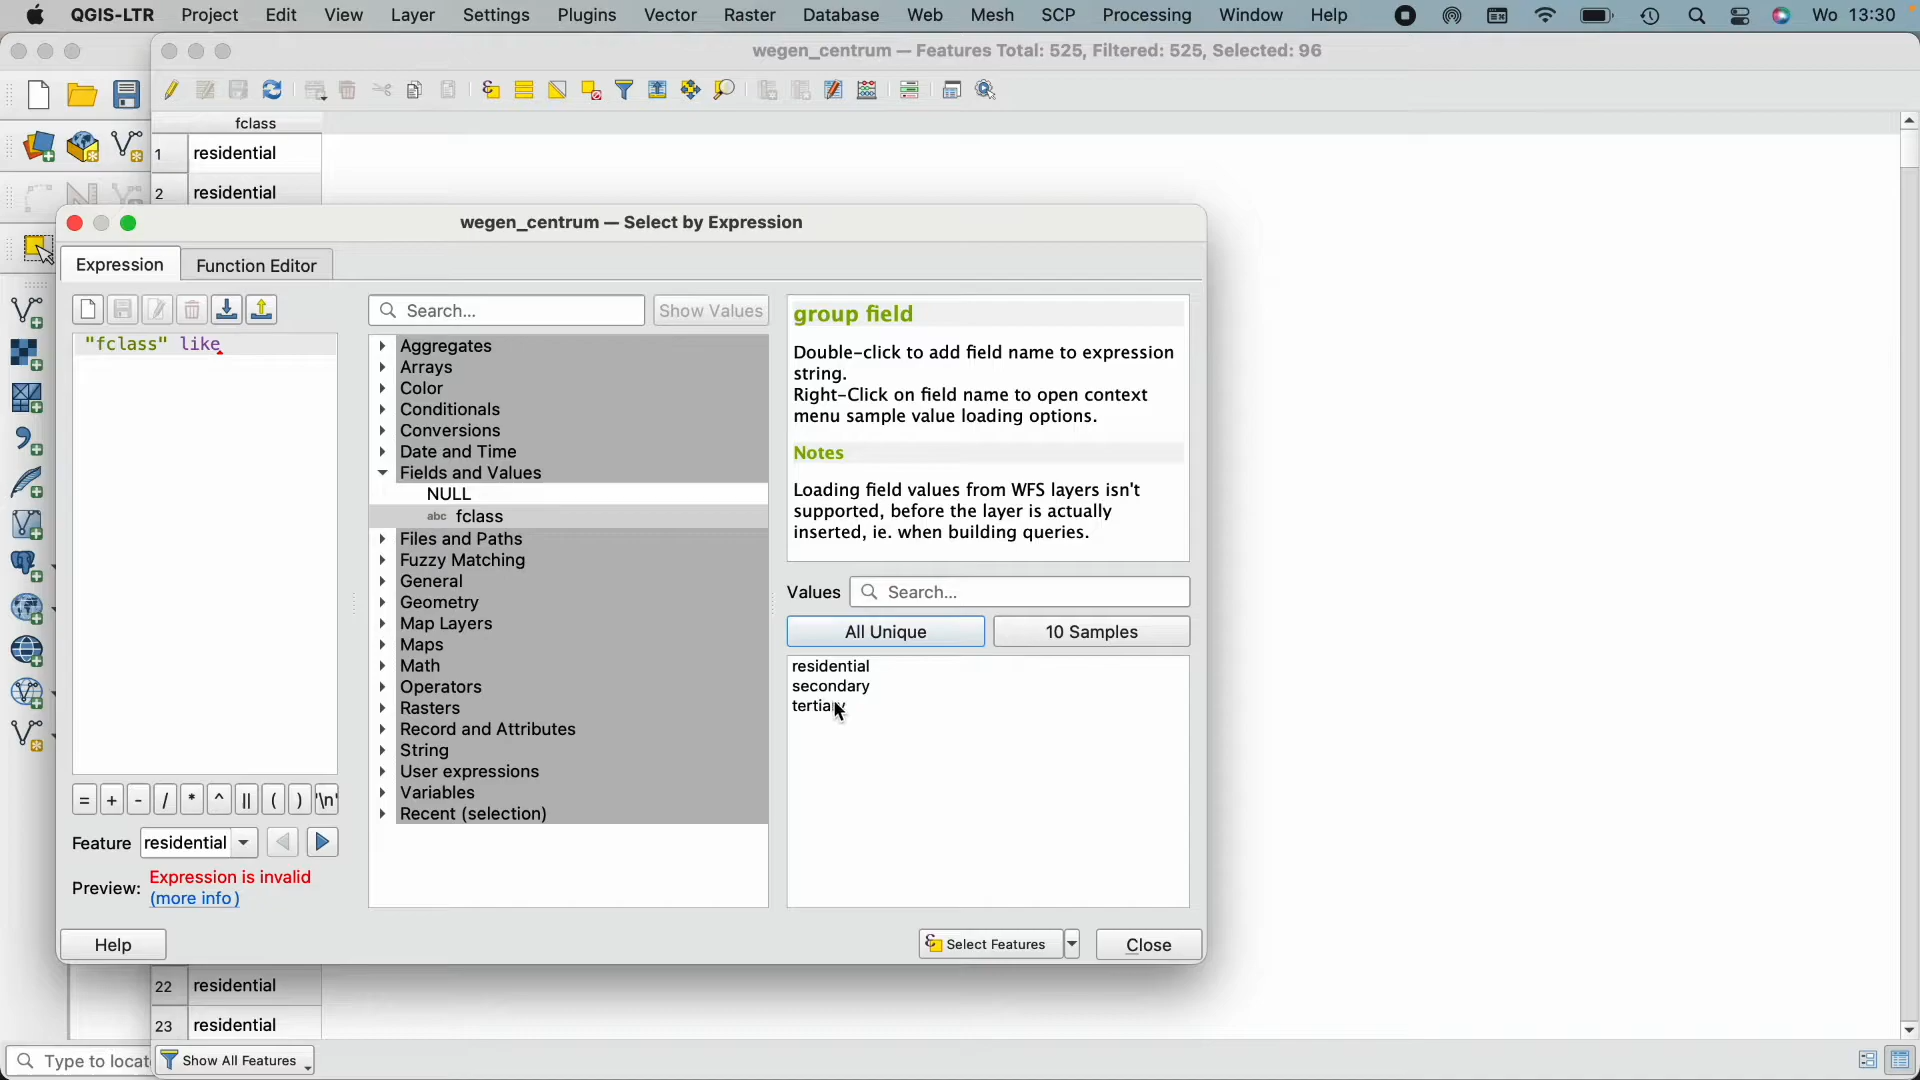 QGIS-LTR Project Edit View Layer Settings Plugins Vector Raster Database Web Mesh SCP Processing Window Help Wo 13:30
wegen_centrum — Features Total: 525, Filtered: 525, Selected: 96
fclass
1 residential
2 residential
wegen_centrum — Select by Expression
Expression Function Editor
Search... Show Values
"fclass" like
Aggregates
Arrays
Color
Conditionals
Conversions
Date and Time
Fields and Values
NULL
abc fclass
Files and Paths
Fuzzy Matching
General
Geometry
Map Layers
Maps
Math
Operators
Rasters
Record and Attributes
String
User expressions
Variables
Recent (selection)
group field
Double-click to add field name to expression
string.
Right-Click on field name to open context
menu sample value loading options.
Notes
Loading field values from WFS layers isn't
supported, before the layer is actually
inserted, ie. when building queries.
Values Search...
All Unique 10 Samples
residential
secondary
tertiary
= + - / * ^ || ( ) '\n'
Feature residential
Preview: Expression is invalid
(more info)
Help Select Features Close
22 residential
23 residential
Type to locat Show All Features